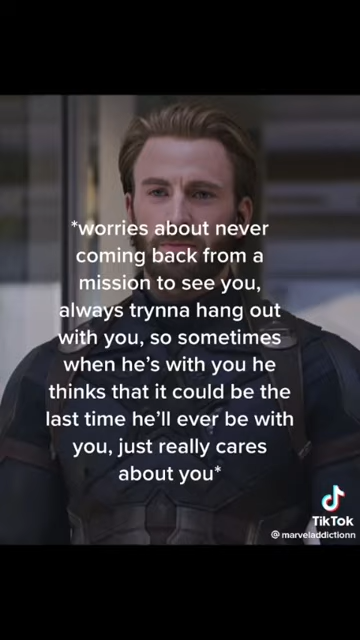 *worries about never
coming back from a
mission to see you,
always trynna hang out
with you, so sometimes
when he's with you he
thinks that it could be the
last time he'll ever be with
you, just really cares
about you*
TikTok
@marveladdictionn